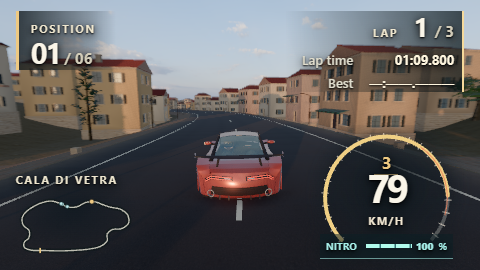 POSITION
01 / 06
LAP 1 / 3
Lap time 01:09.800
Best --:--.---
CALA DI VETRA
3
79
KM/H
NITRO 100 %